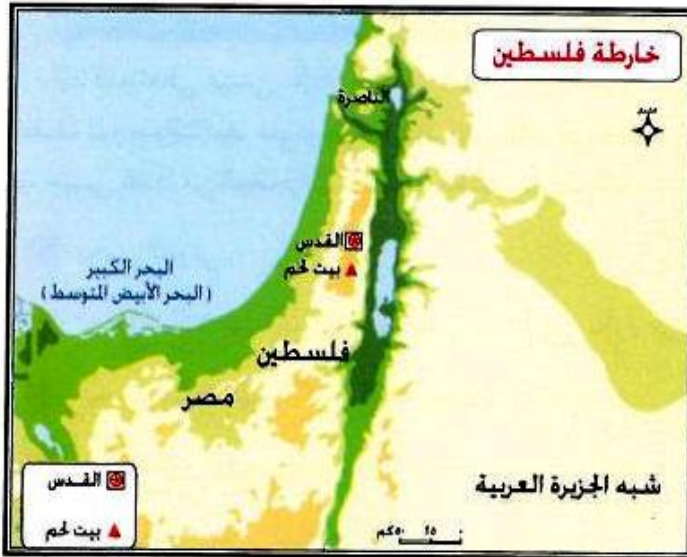 خارطة فلسطين
الناصرة
القدس
بيت لحم
البحر الكبير
(البحر الأبيض المتوسط)
فلسطين
مصر
شبه الجزيرة العربية
القدس
بيت لحم